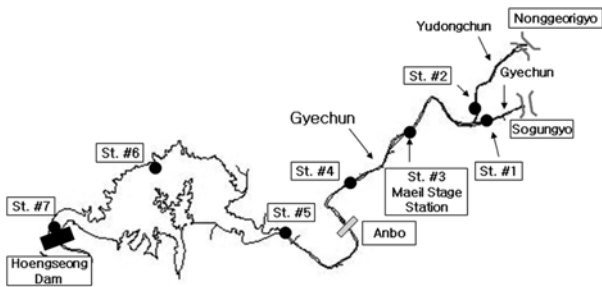 Nonggeorigyo
Yudongchun
St. #2
Gyechun
Gyechun
Sogungyo
St. #6
St. #4
St. #3
Maeil Stage
Station
St. #1
St. #7
St. #5
Anbo
Hoengseong
Dam